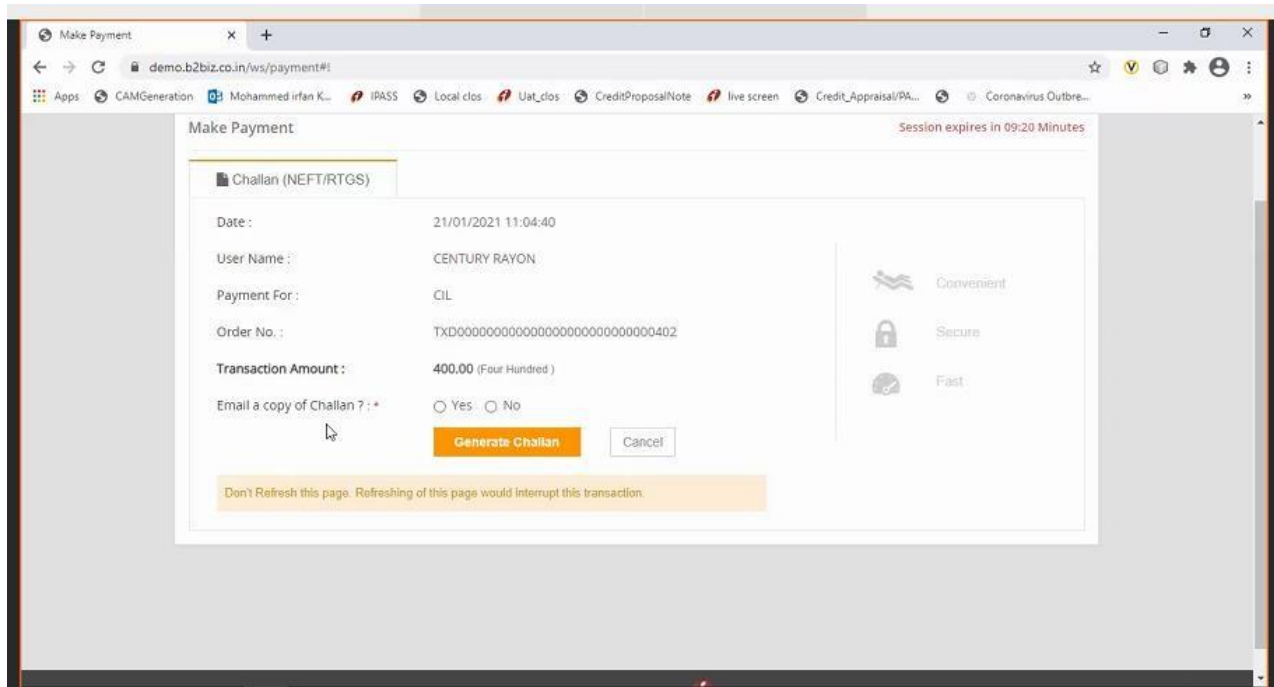 Make Payment
demo.b2biz.co.in/ws/payment#!
Apps CAMGeneration Mohammed irfan K... IPASS Local clos Uat_clos CreditProposalNote live screen Credit_Appraisal/PA... Coronavirus Outbre...
Make Payment Session expires in 09:20 Minutes
Challan (NEFT/RTGS)
Date : 21/01/2021 11:04:40
User Name : CENTURY RAYON
Payment For : CIL
Convenient
Order No. :
Secure
Transaction Amount : 400.00 (Four Hundred )
Fast
Email a copy of Challan ? : * Yes No
Generate Challan Cancel
Don't Refresh this page. Refreshing of this page would interrupt this transaction.